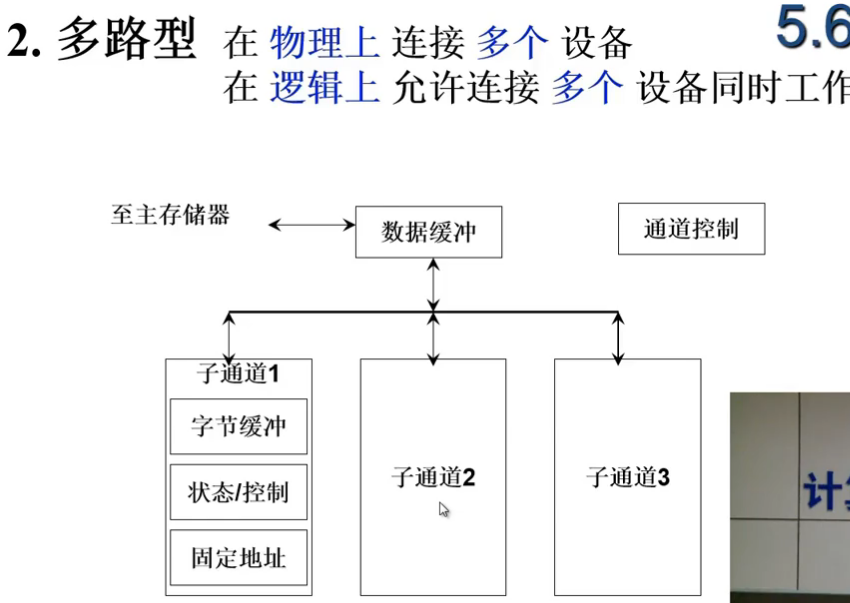 2. 多路型 在 物理上 连接 多个 设备
5.6
在 逻辑上 允许连接 多个 设备同时工作
至主存储器
数据缓冲
通道控制
子通道1
字节缓冲
状态/控制
固定地址
子通道2
子通道3
计